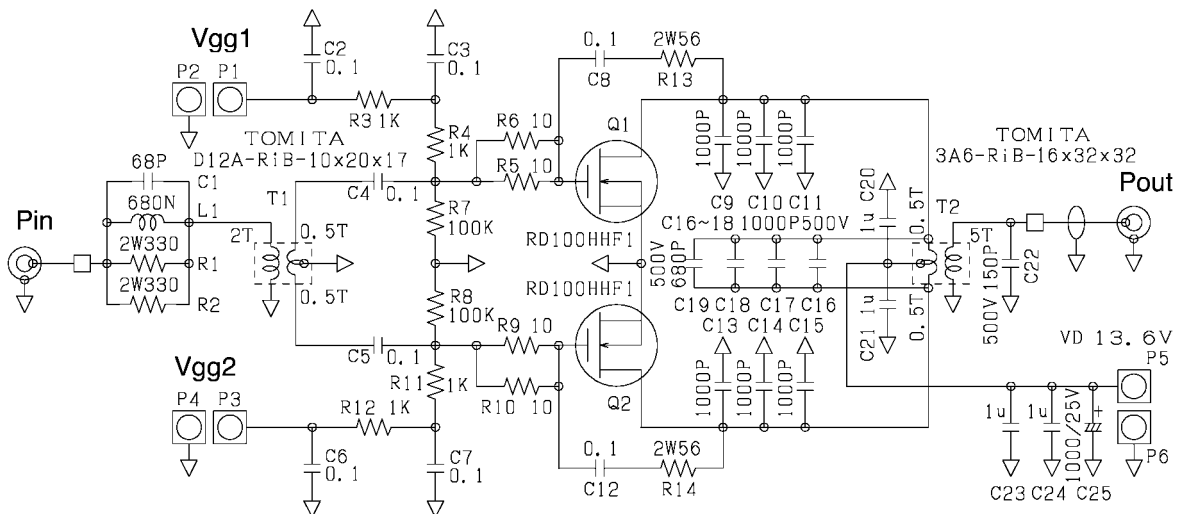 Vgg1
P2
P1
C2
0.1
C3
0.1
R3 1K
R4
1K
0.1
C8
2W56
R13
TOMITA
D12A-RiB-10x20x17
68P
C1
680N
L1
Pin
2W330
R1
2W330
R2
T1
2T
0.5T
0.5T
C4
0.1
R6 10
R5 10
Q1
R7
100K
RD100HHF1
1000P
1000P
1000P
C9
C10
C11
C16~18 1000P500V
500V
680P
C20
1u
0.5T
TOMITA
3A6-RiB-16x32x32
T2
5T
Pout
C22
150P
500V
R8
100K
RD100HHF1
C19
C18
C17
C16
C13
C14
C15
C21
1u
0.5T
VD 13.6V
P5
C5
0.1
R9 10
R11
1K
R10 10
Q2
1000P
1000P
1000P
Vgg2
P4
P3
R12 1K
C6
0.1
C7
0.1
0.1
C12
2W56
R14
1u
1u
1000/25V
+
P6
C23
C24
C25